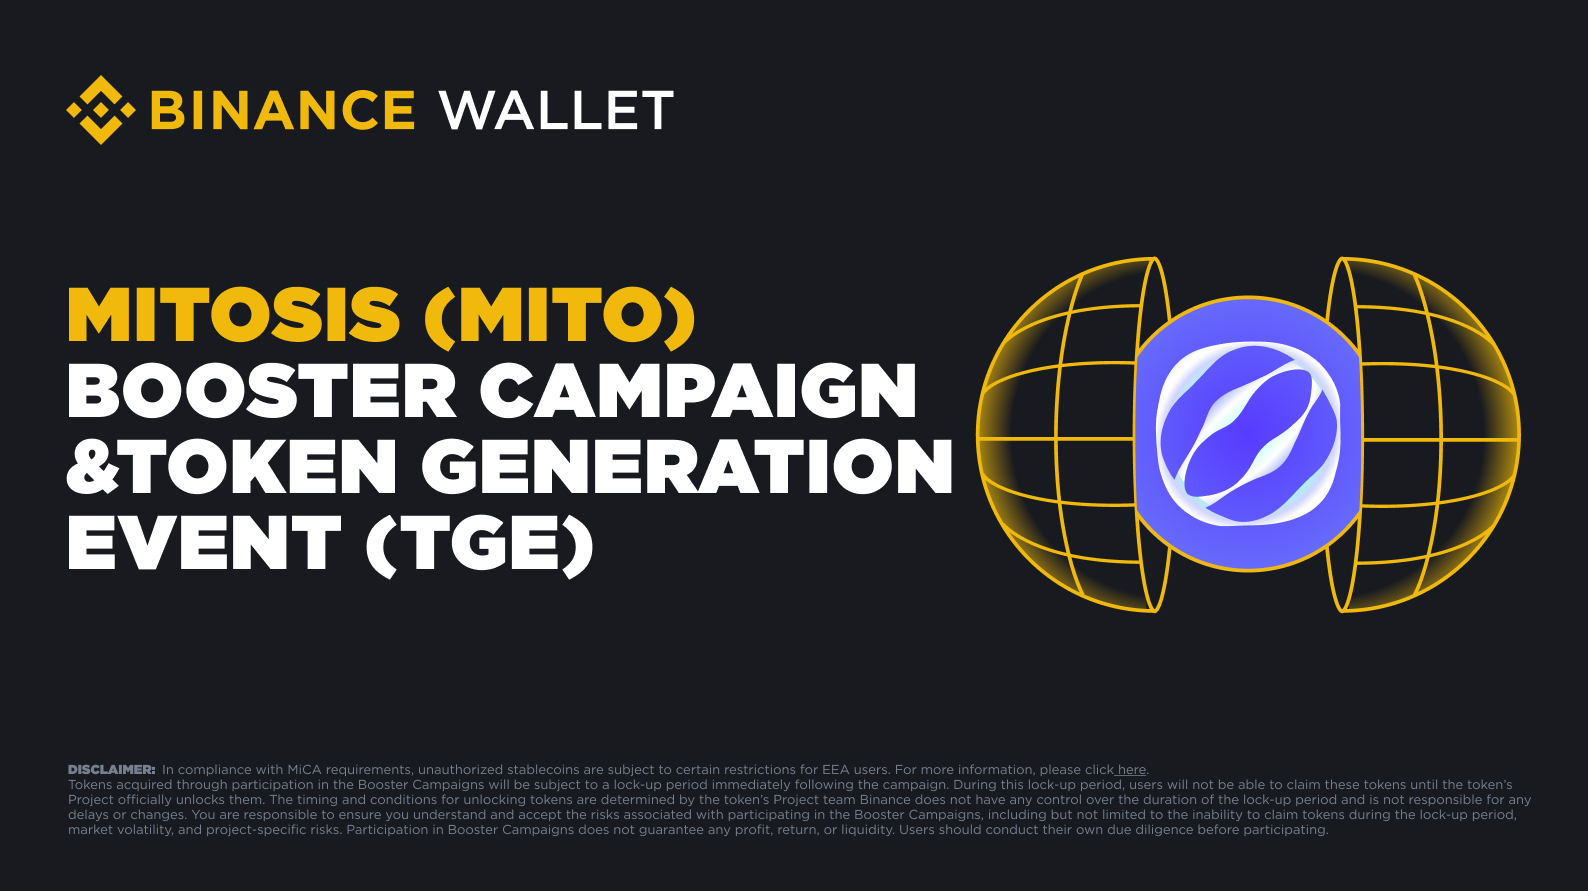 BINANCE WALLET
MITOSIS (MITO)
BOOSTER CAMPAIGN
&TOKEN GENERATION
EVENT (TGE)
DISCLAIMER: In compliance with MiCA requirements, unauthorized stablecoins are subject to certain restrictions for EEA users. For more information, please click here.
Tokens acquired through participation in the Booster Campaigns will be subject to a lock-up period immediately following the campaign. During this lock-up period, users will not be able to claim these tokens until the token's
Project officially unlocks them. The timing and conditions for unlocking tokens are determined by the token's Project team Binance does not have any control over the duration of the lock-up period and is not responsible for any
delays or changes. You are responsible to ensure you understand and accept the risks associated with participating in the Booster Campaigns, including but not limited to the inability to claim tokens during the lock-up period,
market volatility, and project-specific risks. Participation in Booster Campaigns does not guarantee any profit, return, or liquidity. Users should conduct their own due diligence before participating.